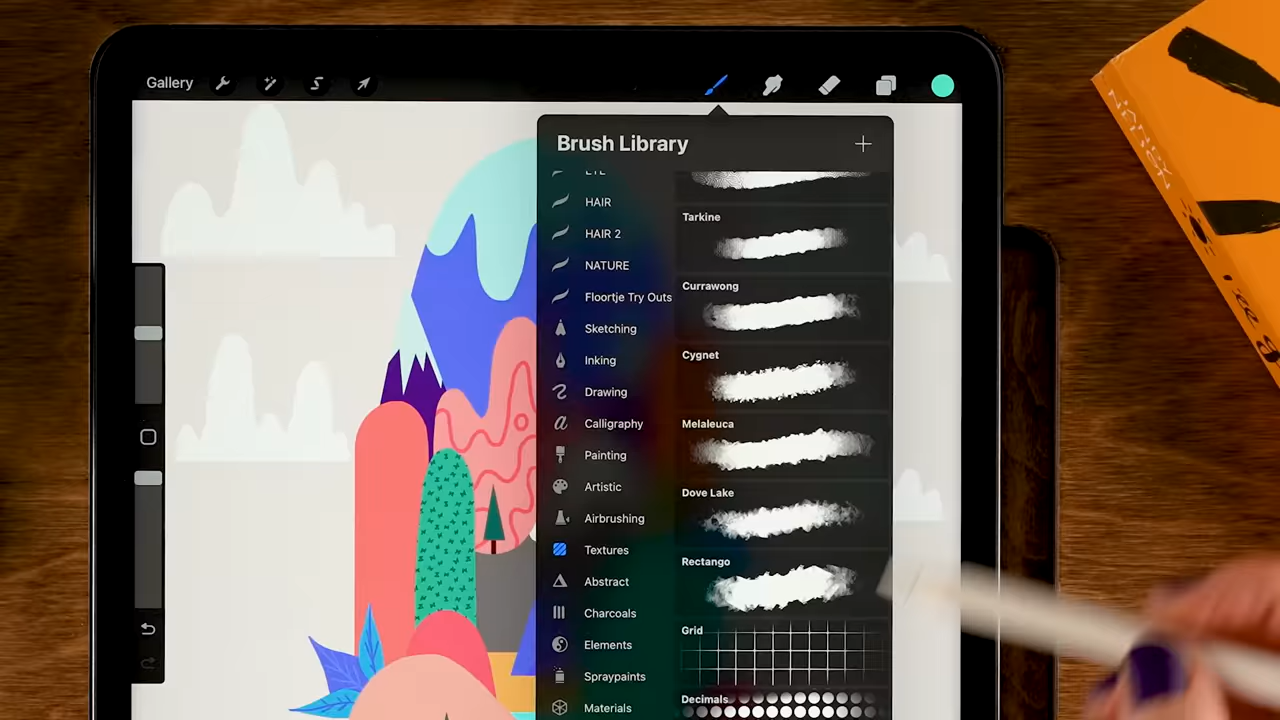 Gallery
Brush Library
HAIR
HAIR 2
NATURE
Floortje Try Outs
Sketching
Inking
Drawing
Calligraphy
Painting
Artistic
Airbrushing
Textures
Abstract
Charcoals
Elements
Spraypaints
Materials
Tarkine
Currawong
Cygnet
Melaleuca
Dove Lake
Rectango
Grid
Decimals